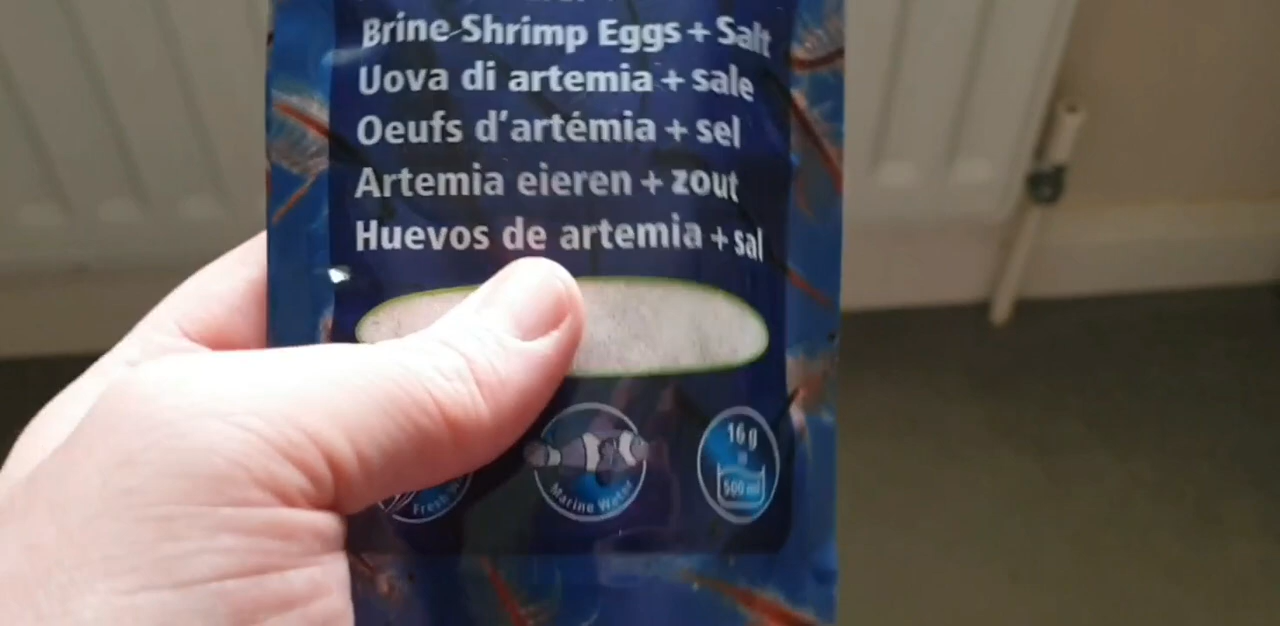 Brine-Shrimp Eggs + Salt
Uova di artemia + sale
Oeufs d'artémia + sel
Artemia eieren + zout
Huevos de artemia + sal
Fresh
Marine Water
16 g
500 ml